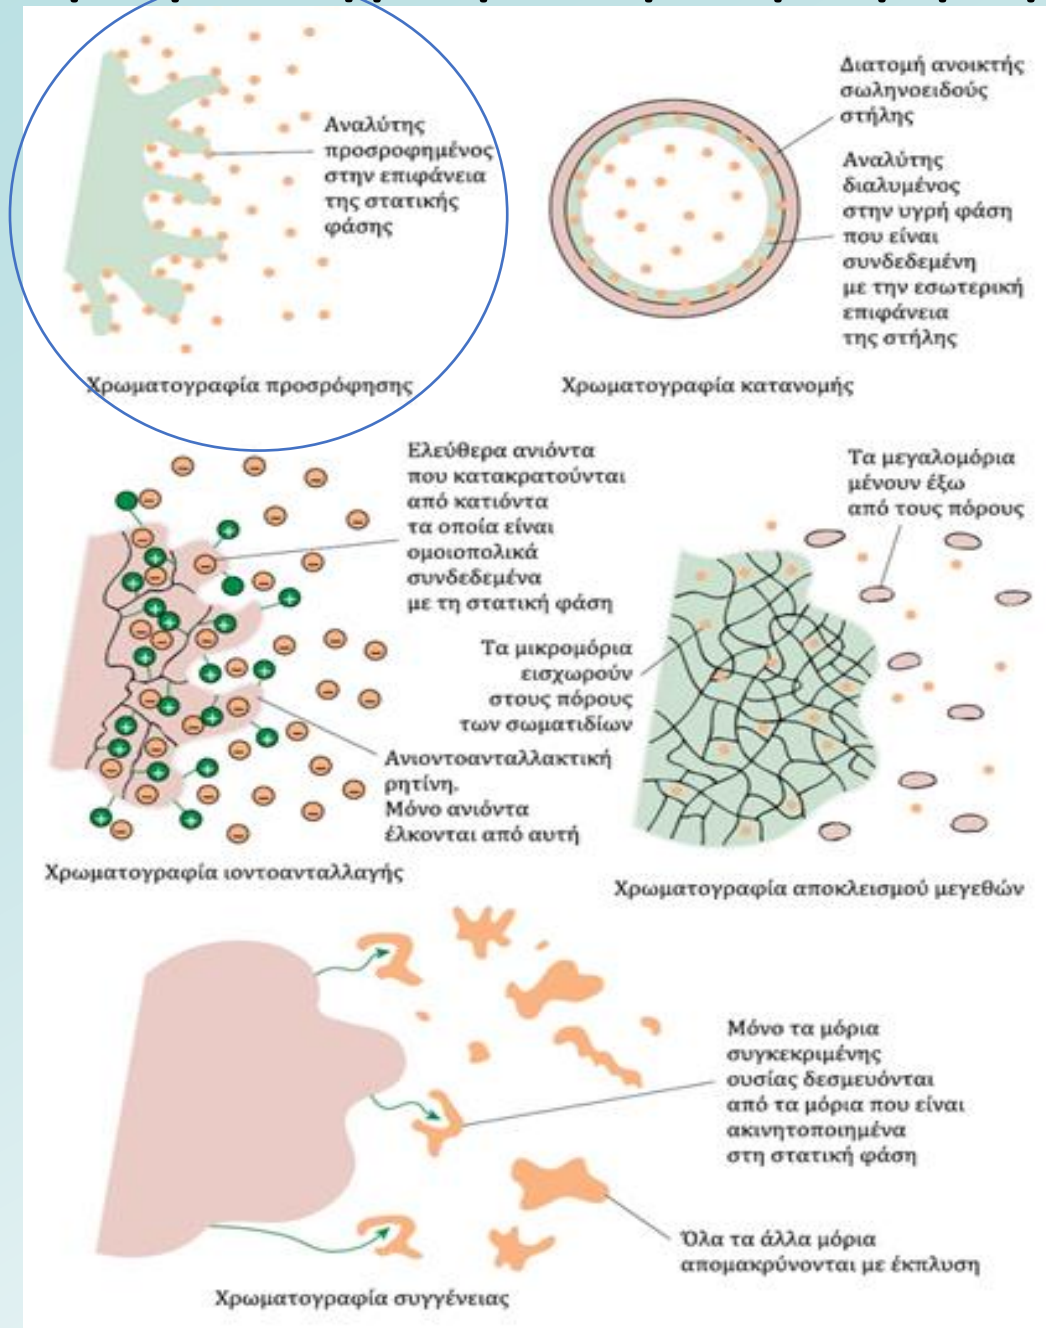 Αναλύτης
προσροφημένος
στην επιφάνεια
της στατικής
φάσης
Χρωματογραφία προσρόφησης
Διατομή ανοικτής
σωληνοειδούς
στήλης
Αναλύτης
διαλυμένος
στην υγρή φάση
που είναι
συνδεδεμένη
με την εσωτερική
επιφάνεια
της στήλης
Χρωματογραφία κατανομής
Ελεύθερα ανιόντα
που κατακρατούνται
από κατιόντα
τα οποία είναι
ομοιοπολικά
συνδεδεμένα
με τη στατική φάση
Ανιοντοανταλλακτική
ρητίνη.
Μόνο ανιόντα
έλκονται από αυτή
Χρωματογραφία ιοντοανταλλαγής
Τα μεγαλομόρια
μένουν έξω
από τους πόρους
Τα μικρομόρια
εισχωρούν
στους πόρους
των σωματιδίων
Χρωματογραφία αποκλεισμού μεγεθών
Μόνο τα μόρια
συγκεκριμένης
ουσίας δεσμευόνται
από τα μόρια που είναι
ακινητοποιημένα
στη στατική φάση
Όλα τα άλλα μόρια
απομακρύνονται με έκπλυση
Χρωματογραφία συγγένειας